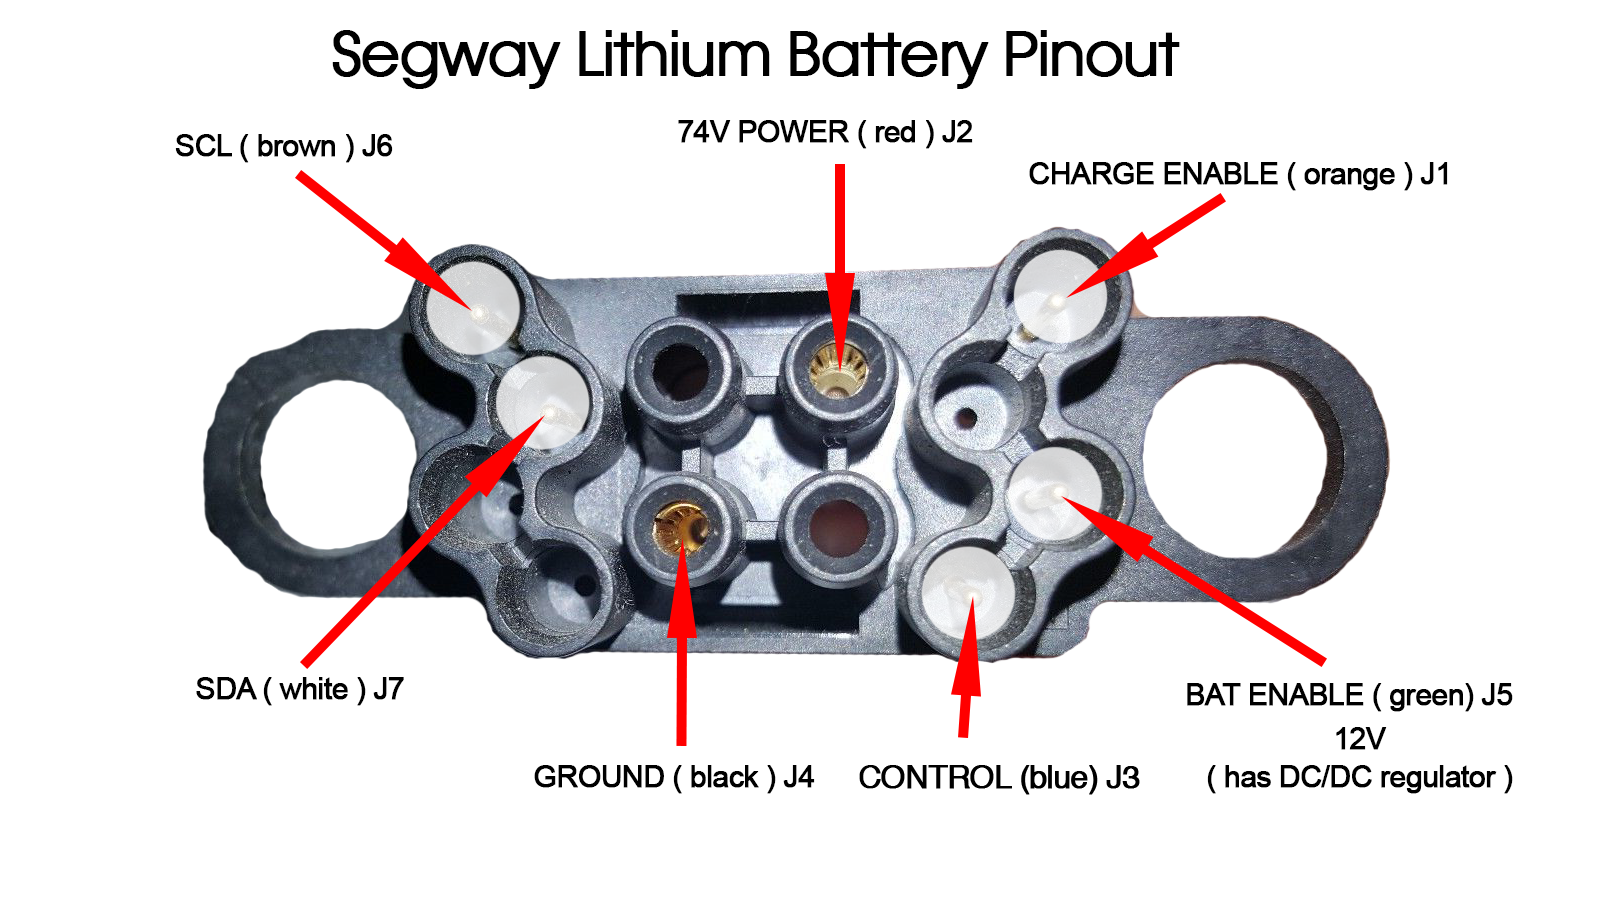 Segway Lithium Battery Pinout
SCL ( brown ) J6
74V POWER ( red ) J2
CHARGE ENABLE ( orange ) J1
SDA ( white ) J7
GROUND ( black ) J4
CONTROL (blue) J3
BAT ENABLE ( green) J5
12V
( has DC/DC regulator )